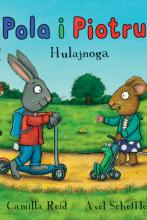 Pola i Piotru
Hulajnoga
Camilla Reid Axel Scheffle